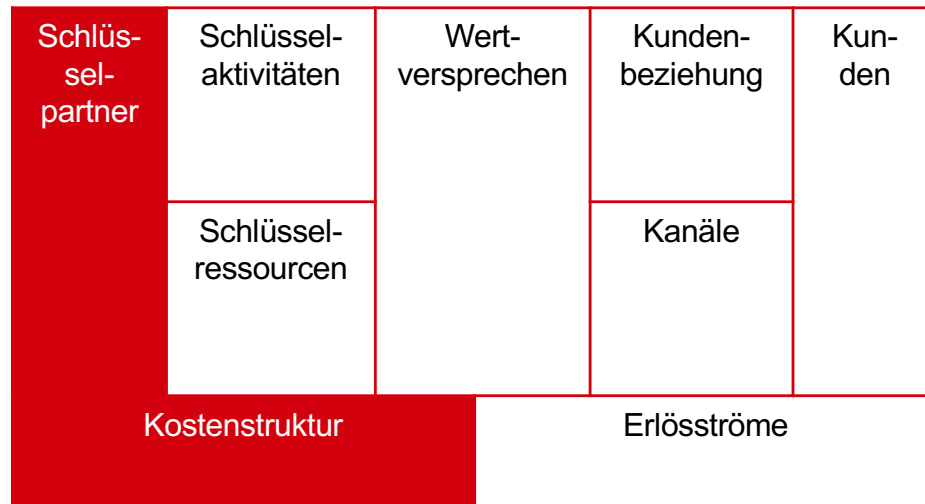 Schlüs-
sel-
partner
Schlüssel-
aktivitäten
Schlüssel-
ressourcen
Wert-
versprechen
Kunden-
beziehung
Kanäle
Kun-
den
Kostenstruktur
Erlösströme